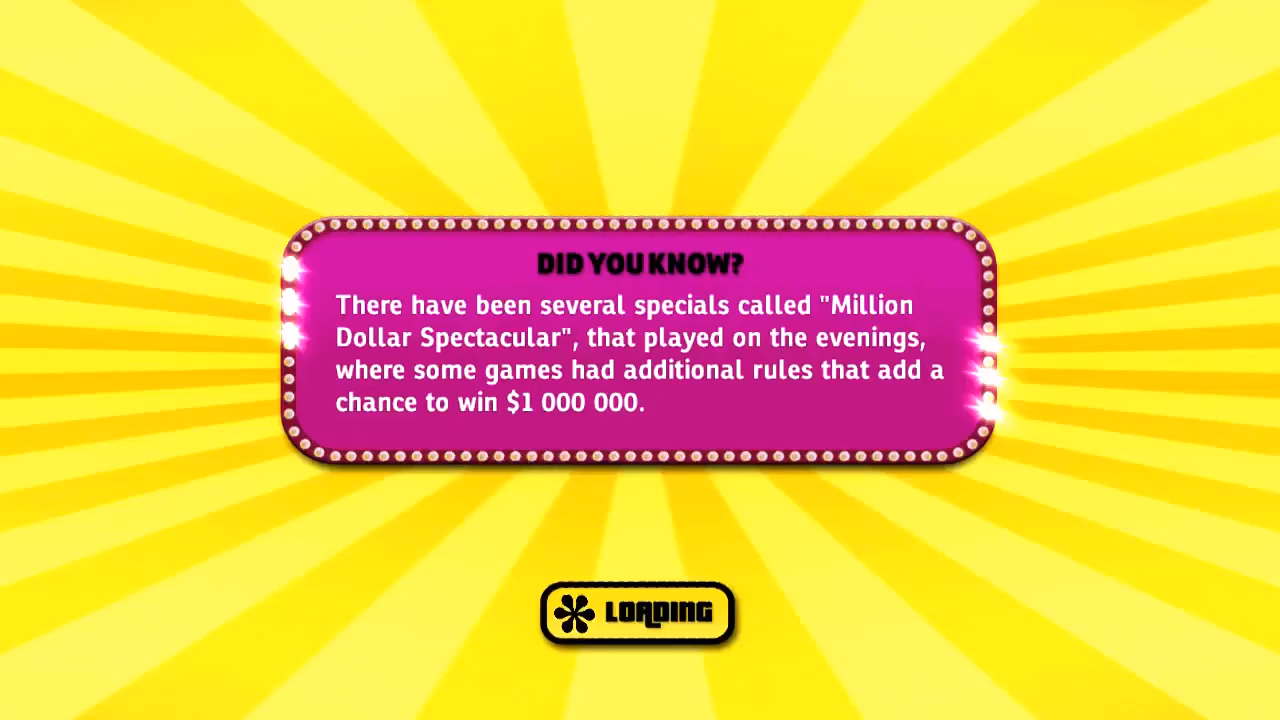 DID YOU KNOW?
There have been several specials called "Million
Dollar Spectacular", that played on the evenings,
where some games had additional rules that add a
chance to win $1 000 000.
LOADING